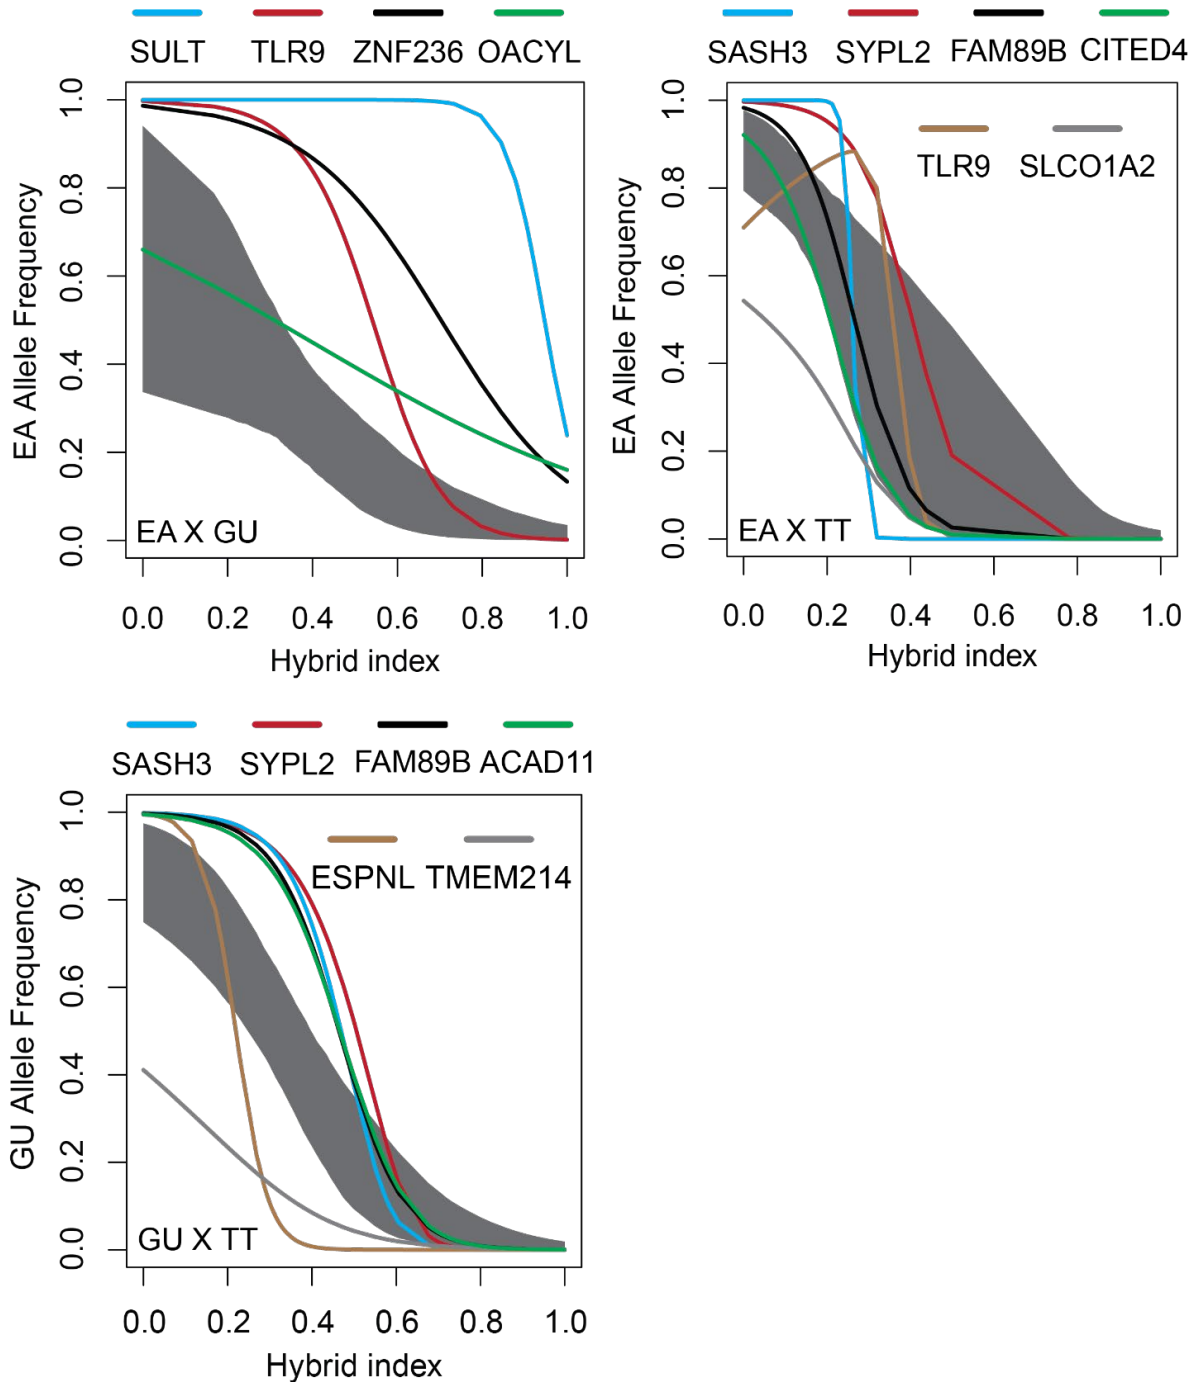 SULT TLR9 ZNF236 OACYL
EA Allele Frequency
1.0
0.8
0.6
0.4
0.2
0.0
EA X GU
0.0 0.2 0.4 0.6 0.8 1.0
Hybrid index
SASH3 SYPL2 FAM89B CITED4
TLR9 SLCO1A2
EA Allele Frequency
1.0
0.8
0.6
0.4
0.2
0.0
EA X TT
0.0 0.2 0.4 0.6 0.8 1.0
Hybrid index
SASH3 SYPL2 FAM89B ACAD11
ESPNL TMEM214
GU Allele Frequency
1.0
0.8
0.6
0.4
0.2
0.0
GU X TT
0.0 0.2 0.4 0.6 0.8 1.0
Hybrid index